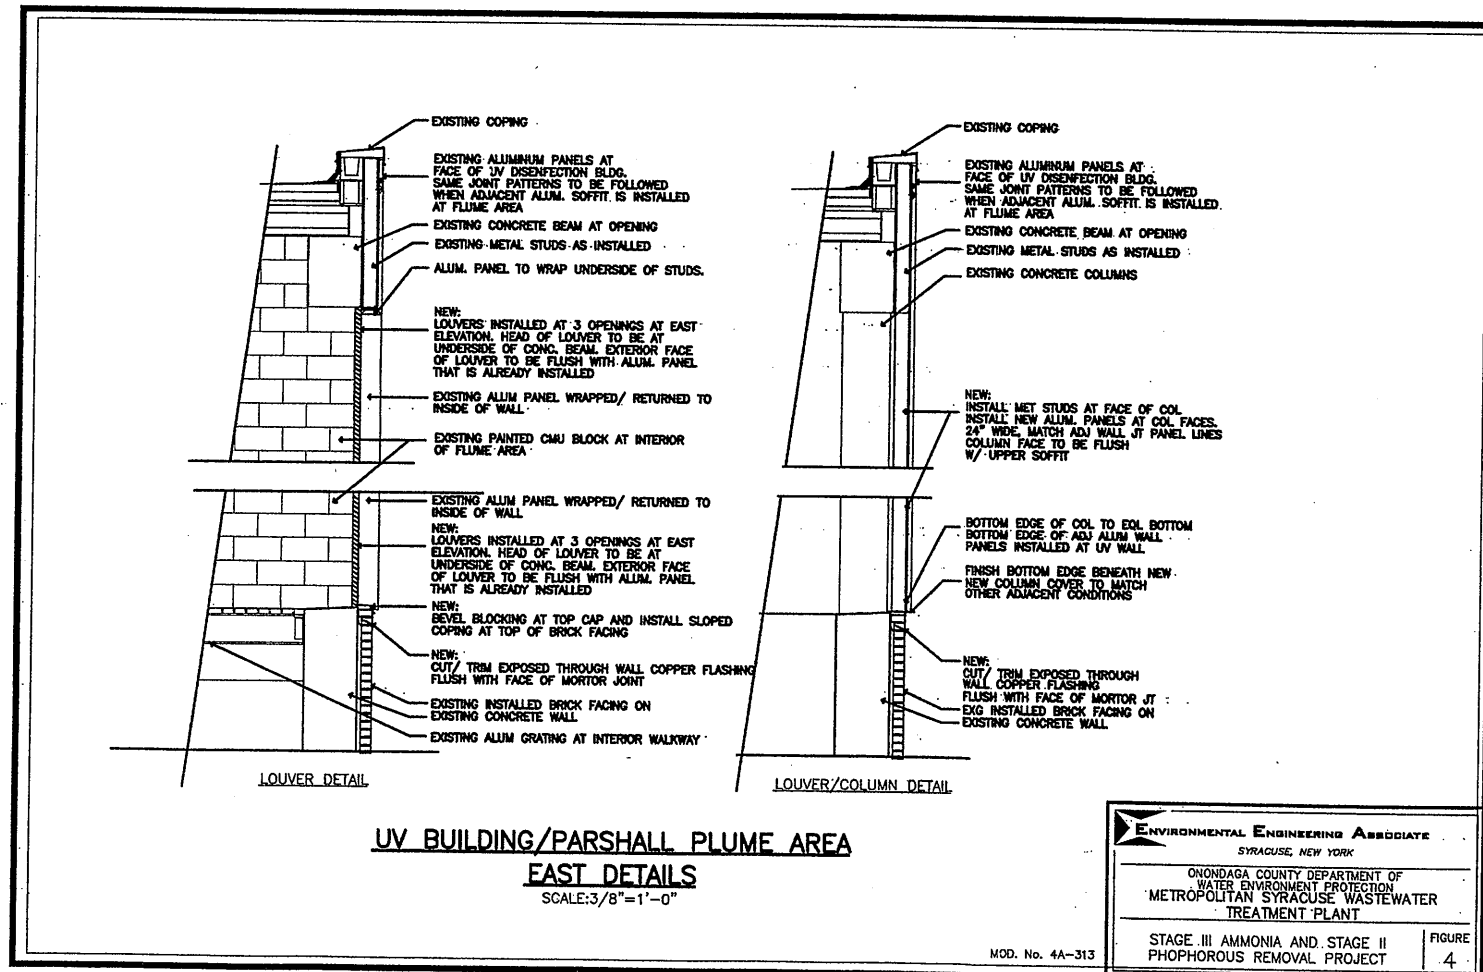 EXISTING COPING
EXISTING ALUMINUM PANELS AT
FACE OF UV DISENFECTION BLDG.
SAME JOINT PATTERNS TO BE FOLLOWED
WHEN ADJACENT ALUM. SOFFIT IS INSTALLED
AT FLUME AREA
EXISTING CONCRETE BEAM AT OPENING
EXISTING METAL STUDS AS INSTALLED
ALUM. PANEL TO WRAP UNDERSIDE OF STUDS.
NEW:
LOUVERS INSTALLED AT 3 OPENINGS AT EAST
ELEVATION. HEAD OF LOUVER TO BE AT
UNDERSIDE OF CONC. BEAM. EXTERIOR FACE
OF LOUVER TO BE FLUSH WITH ALUM. PANEL
THAT IS ALREADY INSTALLED
EXISTING ALUM PANEL WRAPPED/ RETURNED TO
INSIDE OF WALL
EXISTING PAINTED CMU BLOCK AT INTERIOR
OF FLUME AREA
EXISTING ALUM PANEL WRAPPED/ RETURNED TO
INSIDE OF WALL
NEW:
LOUVERS INSTALLED AT 3 OPENINGS AT EAST
ELEVATION. HEAD OF LOUVER TO BE AT
UNDERSIDE OF CONC. BEAM. EXTERIOR FACE
OF LOUVER TO BE FLUSH WITH ALUM. PANEL
THAT IS ALREADY INSTALLED
NEW:
BEVEL BLOCKING AT TOP CAP AND INSTALL SLOPED
COPING AT TOP OF BRICK FACING
NEW:
CUT/ TRIM EXPOSED THROUGH WALL COPPER FLASHING
FLUSH WITH FACE OF MORTOR JOINT
EXISTING INSTALLED BRICK FACING ON
EXISTING CONCRETE WALL
EXISTING ALUM GRATING AT INTERIOR WALKWAY
LOUVER DETAIL
EXISTING COPING
EXISTING ALUMINUM PANELS AT
FACE OF UV DISENFECTION BLDG.
SAME JOINT PATTERNS TO BE FOLLOWED
WHEN ADJACENT ALUM. SOFFIT IS INSTALLED
AT FLUME AREA
EXISTING CONCRETE BEAM AT OPENING
EXISTING METAL STUDS AS INSTALLED
EXISTING CONCRETE COLUMNS
NEW:
INSTALL MET STUDS AT FACE OF COL
INSTALL NEW ALUM. PANELS AT COL FACES.
24" WIDE, MATCH ADJ WALL JT PANEL LINES
COLUMN FACE TO BE FLUSH
W/ UPPER SOFFIT
BOTTOM EDGE OF COL TO EQL BOTTOM
BOTTOM EDGE OF ADJ ALUM WALL
PANELS INSTALLED AT UV WALL
FINISH BOTTOM EDGE BENEATH NEW
NEW COLUMN COVER TO MATCH
OTHER ADJACENT CONDITIONS
NEW:
CUT/ TRIM EXPOSED THROUGH
WALL COPPER FLASHING
FLUSH WITH FACE OF MORTOR JT
EXG INSTALLED BRICK FACING ON
EXISTING CONCRETE WALL
LOUVER/COLUMN DETAIL
UV BUILDING/PARSHALL PLUME AREA
EAST DETAILS
SCALE:3/8"=1'-0"
MOD. No. 4A-313
ENVIRONMENTAL ENGINEERING ASSOCIATE
SYRACUSE, NEW YORK
ONONDAGA COUNTY DEPARTMENT OF
WATER ENVIRONMENT PROTECTION
METROPOLITAN SYRACUSE WASTEWATER
TREATMENT PLANT
STAGE III AMMONIA AND STAGE II
PHOPHOROUS REMOVAL PROJECT
FIGURE
4